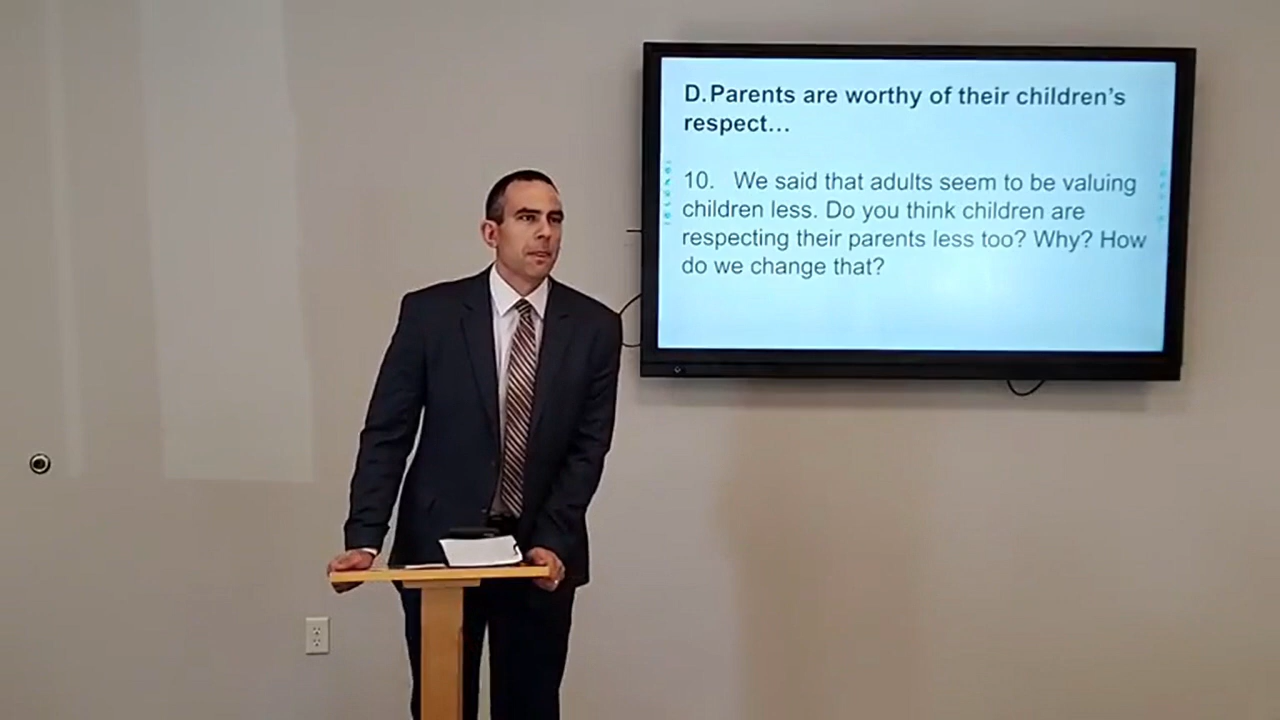 D. Parents are worthy of their children's
respect...
10. We said that adults seem to be valuing
children less. Do you think children are
respecting their parents less too? Why? How
do we change that?